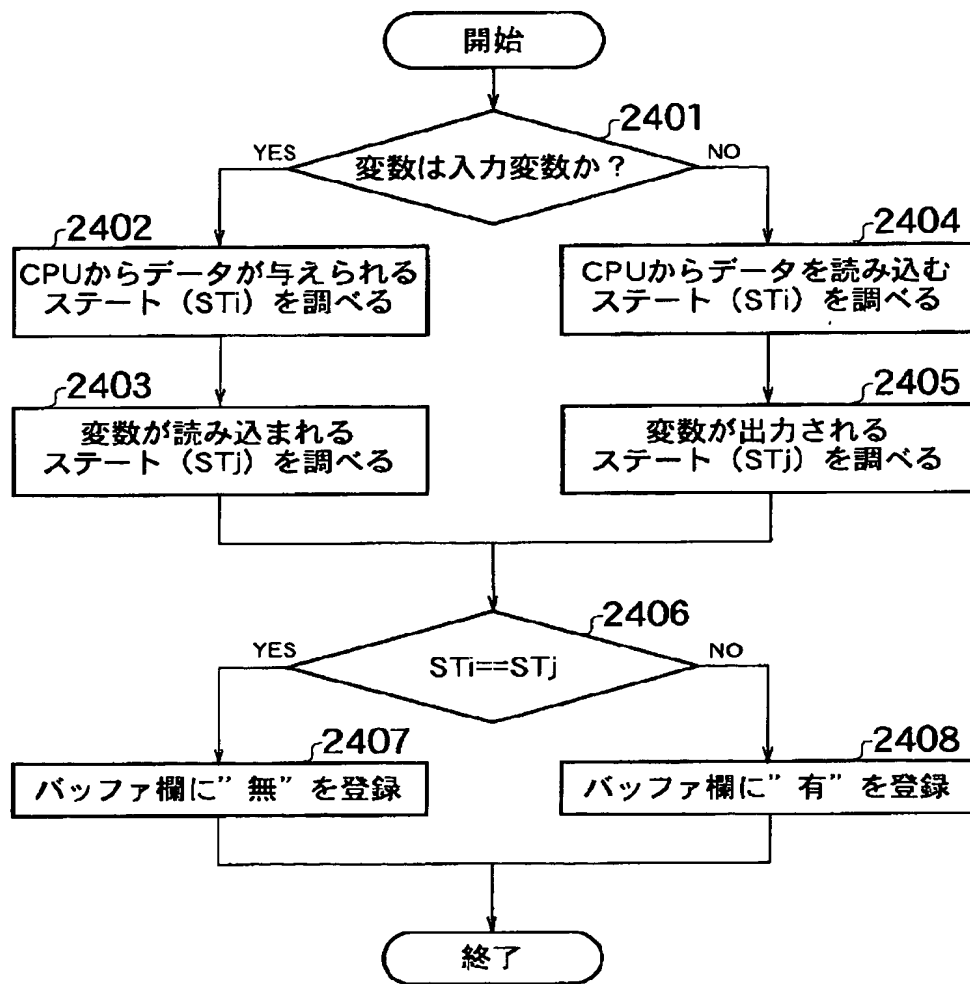 開始
2401
変数は入力変数か？
YES
NO
2402
CPUからデータが与えられる
ステート（STi）を調べる
2404
CPUからデータを読み込む
ステート（STi）を調べる
2403
変数が読み込まれる
ステート（STj）を調べる
2405
変数が出力される
ステート（STj）を調べる
2406
STi==STj
YES
NO
2407
バッファ欄に”無”を登録
2408
バッファ欄に”有”を登録
終了